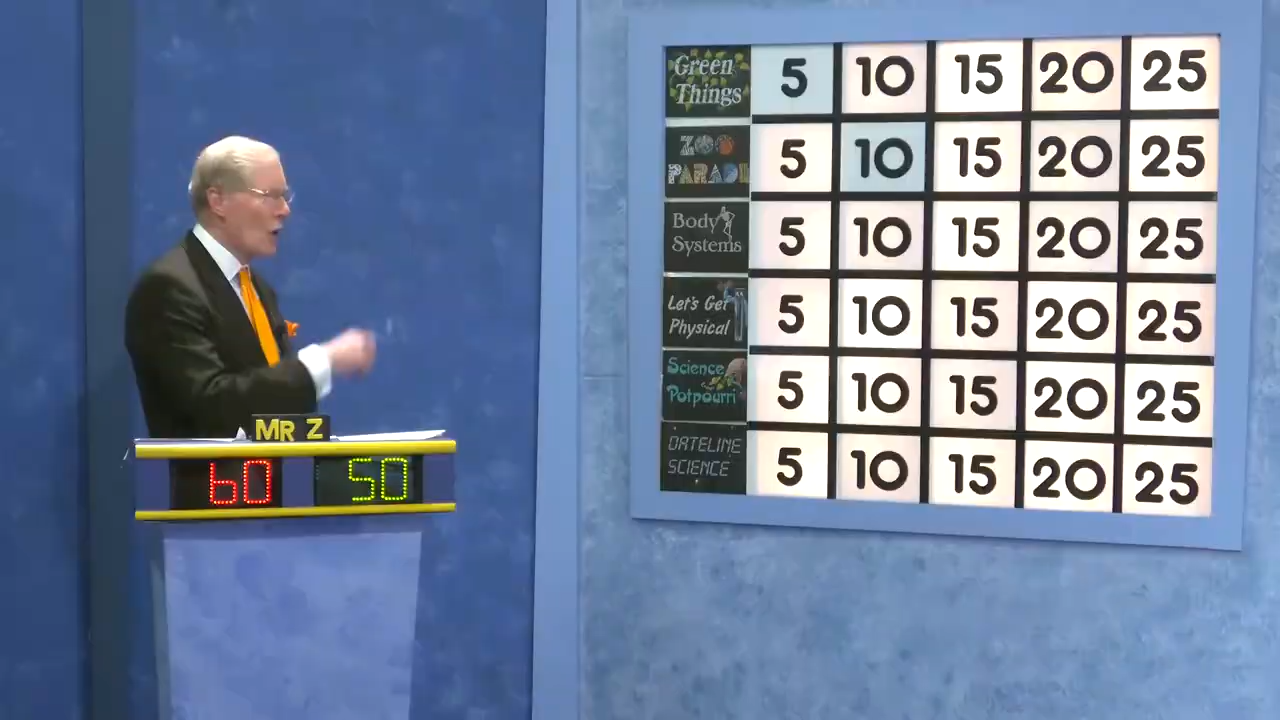 Green
Things
5 10 15 20 25
ZOO
PARADE
5 10 15 20 25
Body
Systems
5 10 15 20 25
Let's Get
Physical
5 10 15 20 25
Science
Potpourri
5 10 15 20 25
DATELINE
SCIENCE
5 10 15 20 25
MR Z
60 50